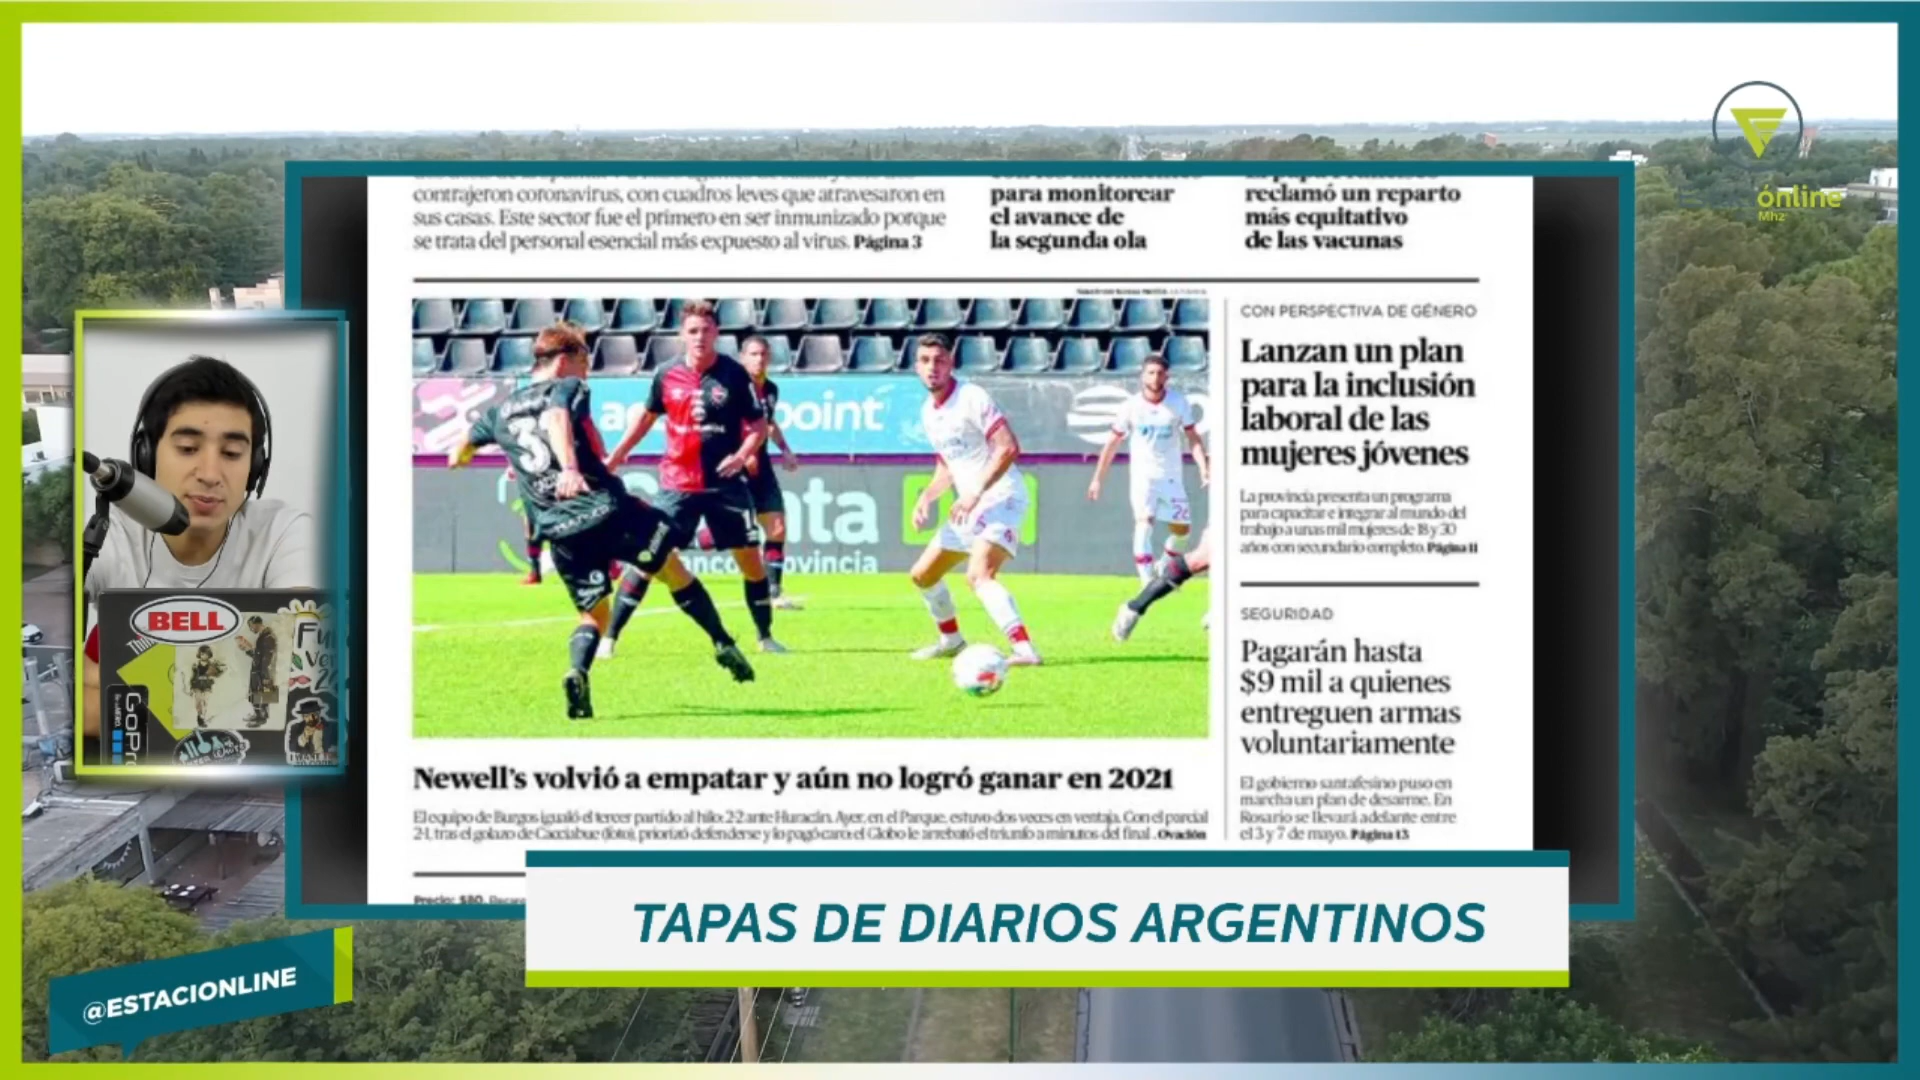 ónline
Mhz
contrajeron coronavirus, con cuadros leves que atravesaron en
sus casas. Este sector fue el primero en ser inmunizado porque
se trata del personal esencial más expuesto al virus. Página 3
para monitorear
el avance de
la segunda ola
reclamó un reparto
más equitativo
de las vacunas
point
nta
anco rovincia
26
CON PERSPECTIVA DE GÉNERO
Lanzan un plan
para la inclusión
laboral de las
mujeres jóvenes
La provincia presenta un programa
para capacitar e integrar al mundo del
trabajo a unas mil mujeres de 18 y 30
años con secundario completo. Página 11
SEGURIDAD
Pagarán hasta
$9 mil a quienes
entreguen armas
voluntariamente
El gobierno santafesino puso en
marcha un plan de desarme. En
Rosario se llevará adelante entre
el 3 y 7 de mayo. Página 13
Newell's volvió a empatar y aún no logró ganar en 2021
El equipo de Burgos igualó el tercer partido al hilo: 2-2 ante Huracán. Ayer, en el Parque, estuvo dos veces en ventaja. Con el parcial
2-1, tras el golazo de Cacciabue (foto), priorizó defenderse y lo pagó caro: el Globo le arrebató el triunfo a minutos del final. Ovación
Precio: $80.
BELL
GoPro
TAPAS DE DIARIOS ARGENTINOS
@ESTACIONLINE